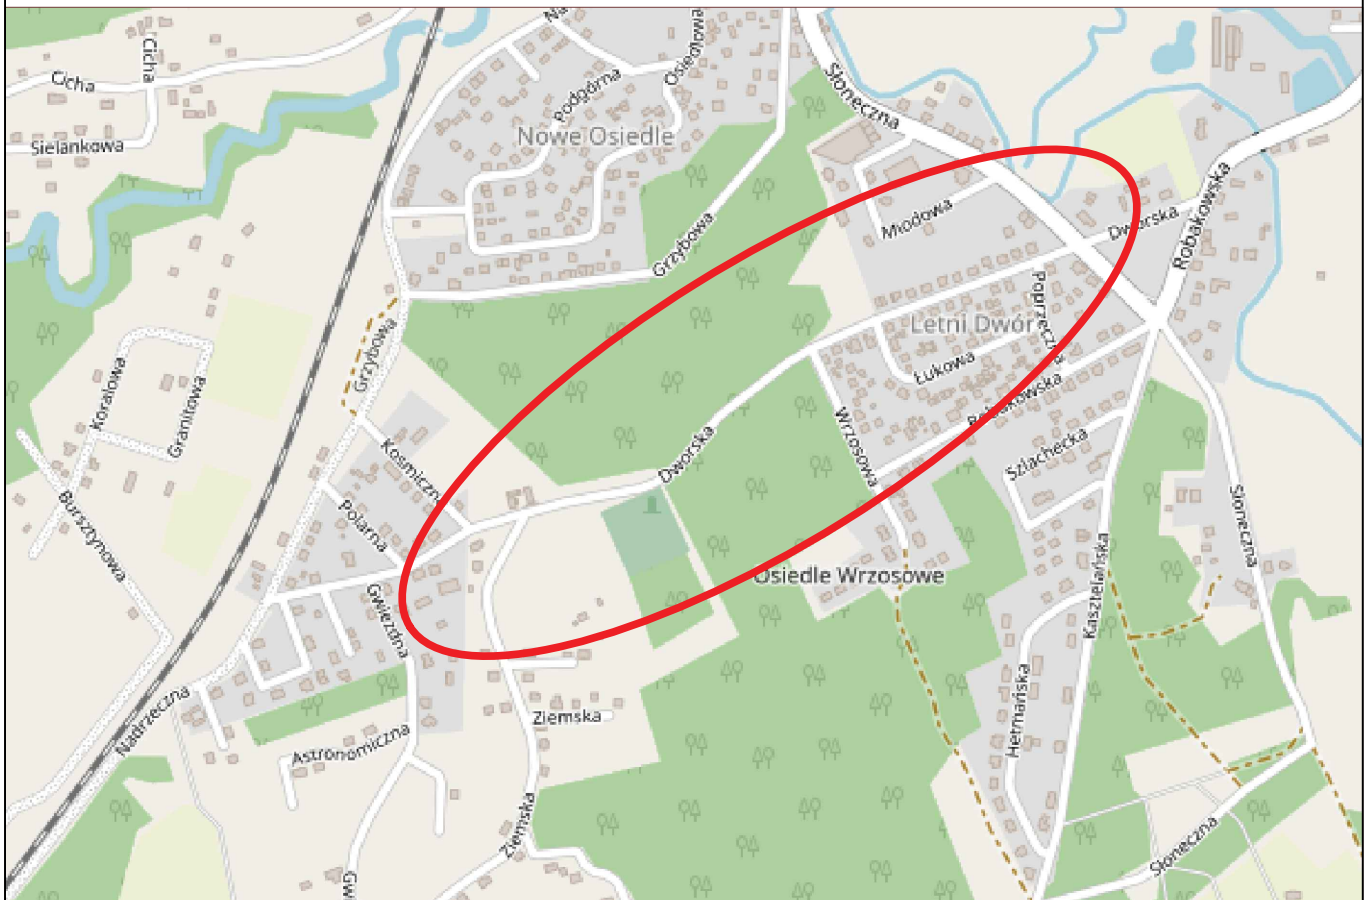 Cicha
Cicha
Sielankowa
Podgórna
Nowe Osiedle
Słoneczna
Miodowa
Dworska
Robakowska
Grzybowa
Grzybowa
Poprzeczna
Letni Dwór
Łukowa
Robakowska
Koralowa
Granitowa
Kosmiczna
Dworska
Wrzosowa
Szlachecka
Polarna
Bursztynowa
Słoneczna
Osiedle Wrzosowe
Gwiezdna
Kasztelańska
Hetmańska
Nadrzeczna
Ziemska
Astronomiczna
Ziemska
Słoneczna
Gw